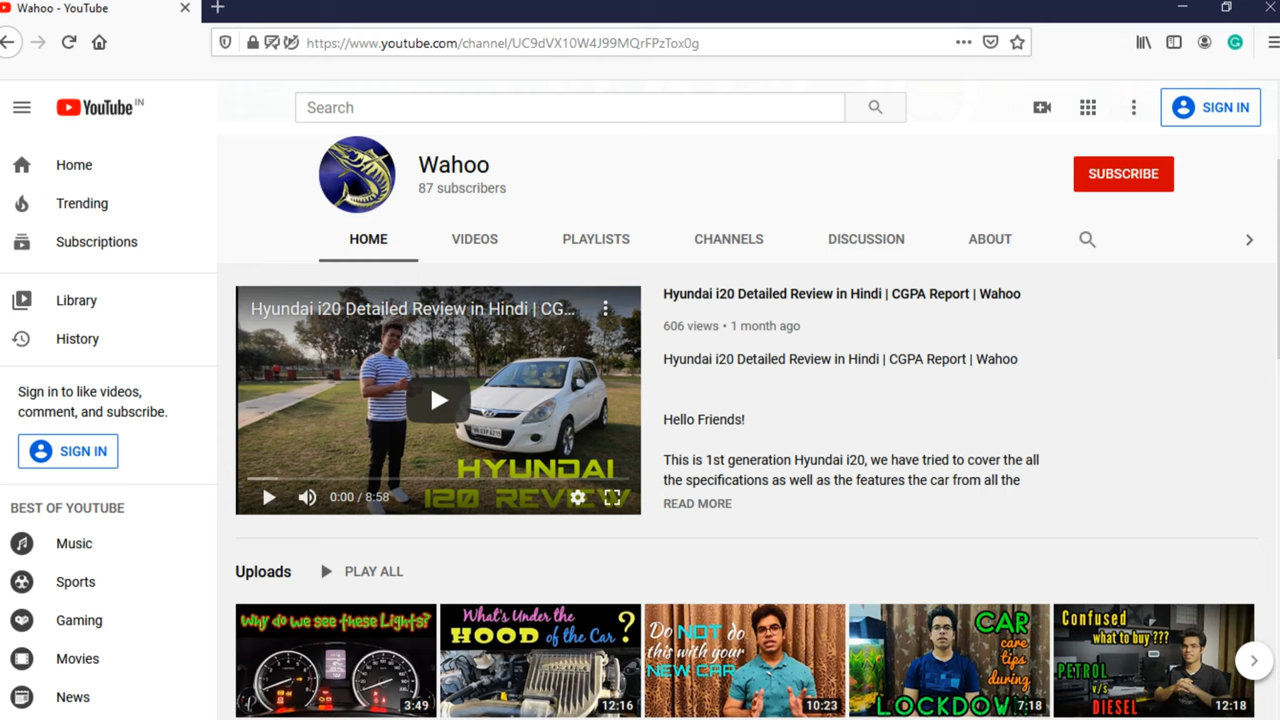 Wahoo - YouTube
https://www.youtube.com/channel/UC9dVX10W4J99MQrFPzTox0g
YouTube IN
Search
SIGN IN
Home
Trending
Subscriptions
Library
History
Sign in to like videos,
comment, and subscribe.
SIGN IN
BEST OF YOUTUBE
Music
Sports
Gaming
Movies
News
Wahoo
87 subscribers
SUBSCRIBE
HOME
VIDEOS
PLAYLISTS
CHANNELS
DISCUSSION
ABOUT
Hyundai i20 Detailed Review in Hindi | CG...
HYUNDAI
I20 REVIEW
0:00 / 8:58
Hyundai i20 Detailed Review in Hindi | CGPA Report | Wahoo
606 views • 1 month ago
Hyundai i20 Detailed Review in Hindi | CGPA Report | Wahoo
Hello Friends!
This is 1st generation Hyundai i20, we have tried to cover the all
the specifications as well as the features the car from all the
READ MORE
Uploads
PLAY ALL
Why do we see these Lights?
3:49
What's Under the
HOOD of the Car ?
12:16
Do NOT do
this with your
NEW CAR
10:23
CAR
care
tips
during
LOCKDOWN
7:18
Confused
what to buy ???
PETROL
v/s
DIESEL
12:18